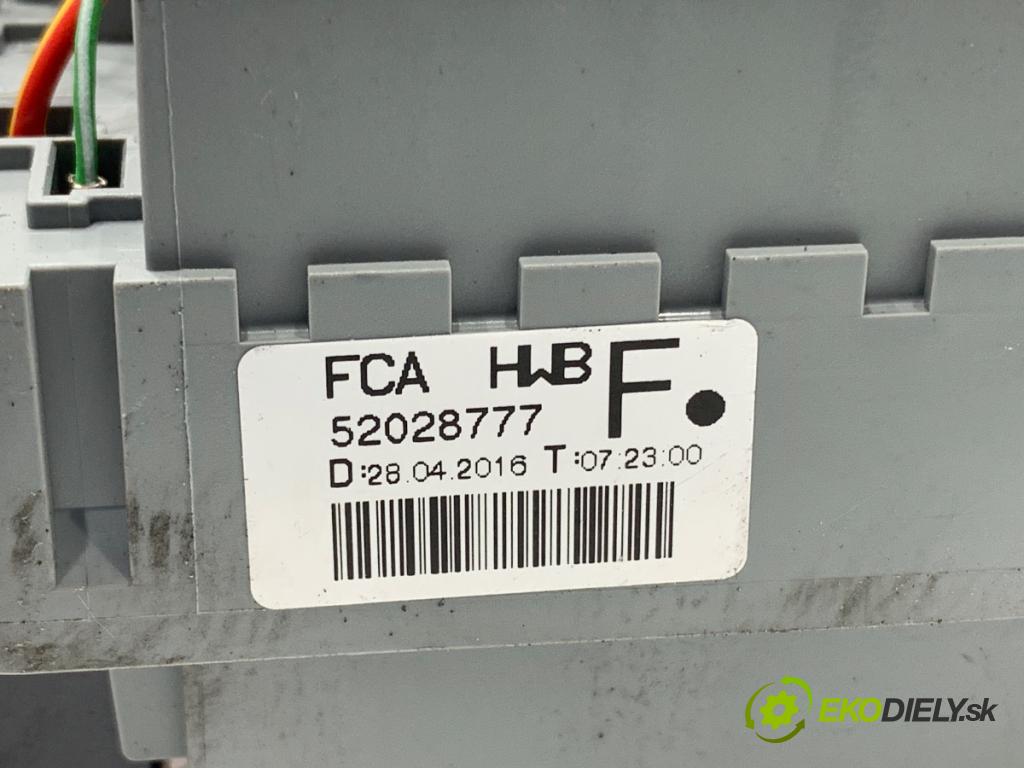 FCA HWB F.
52028777
D:28.04.2016 T:07:23:00
EKODIELY.sk